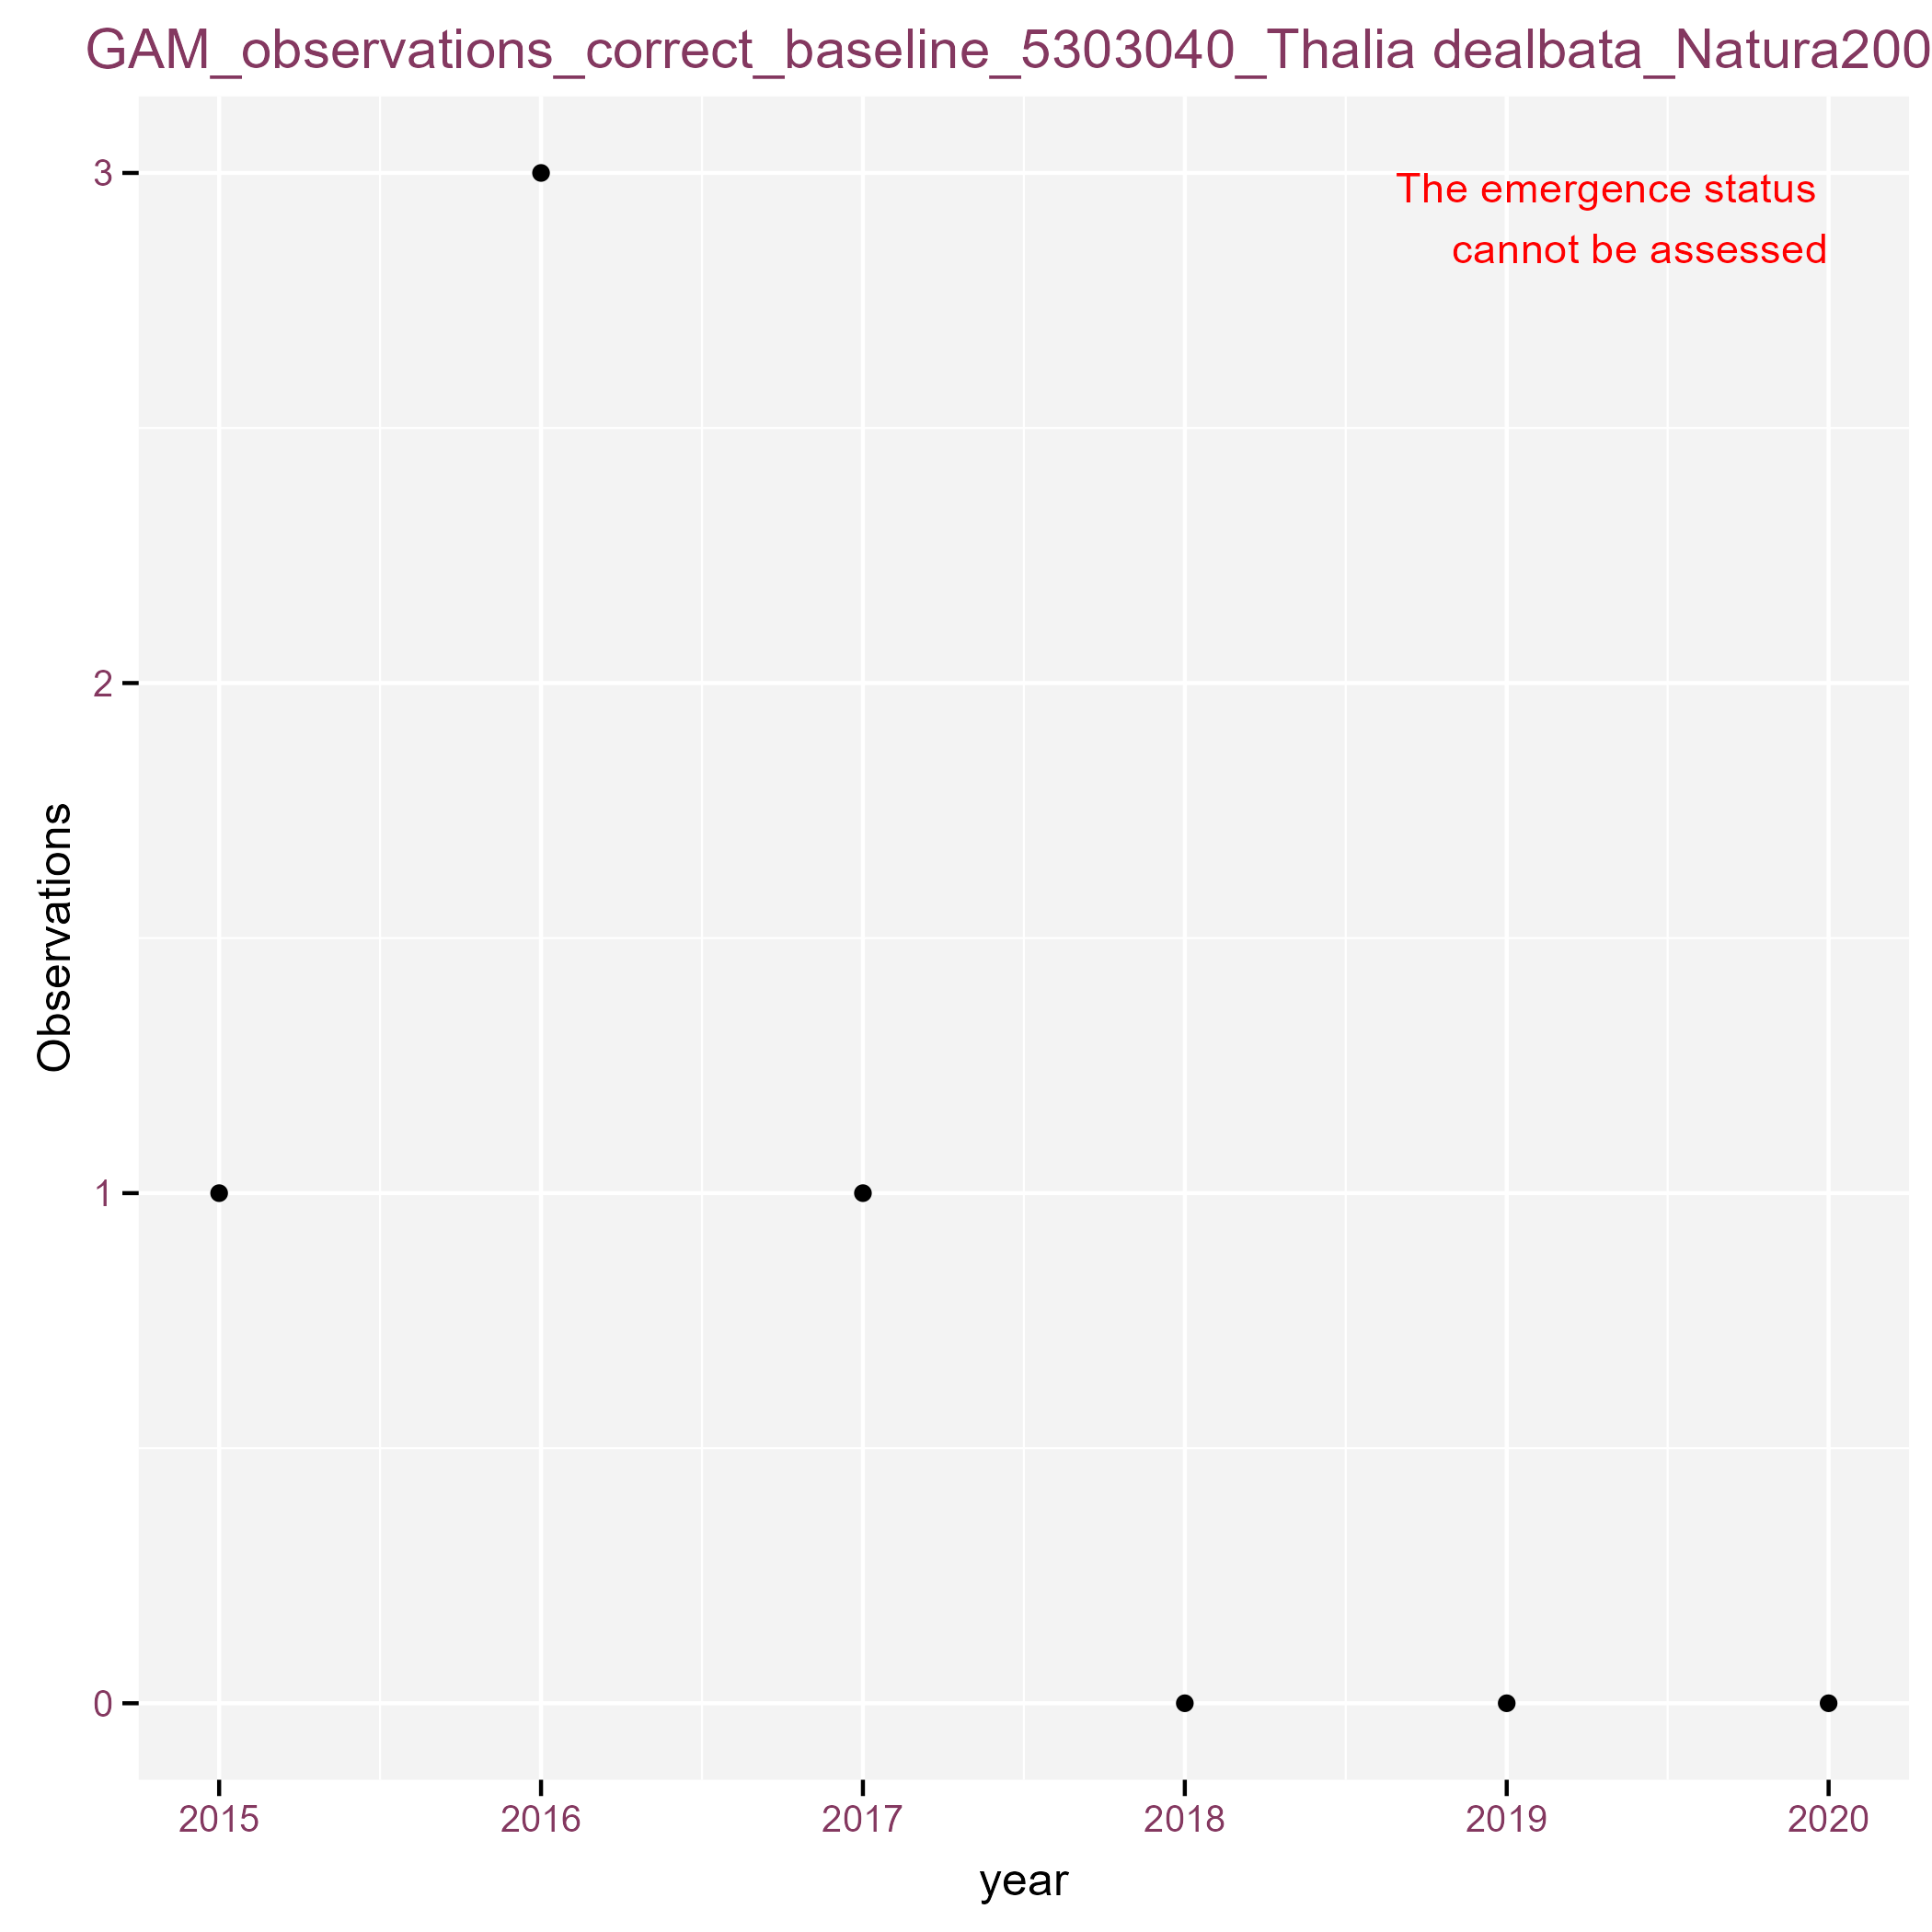 GAM_observations_correct_baseline_5303040_Thalia dealbata_Natura200
3
The emergence status
cannot be assessed
2
Observations
1
0
2015 2016 2017 2018 2019 2020
year